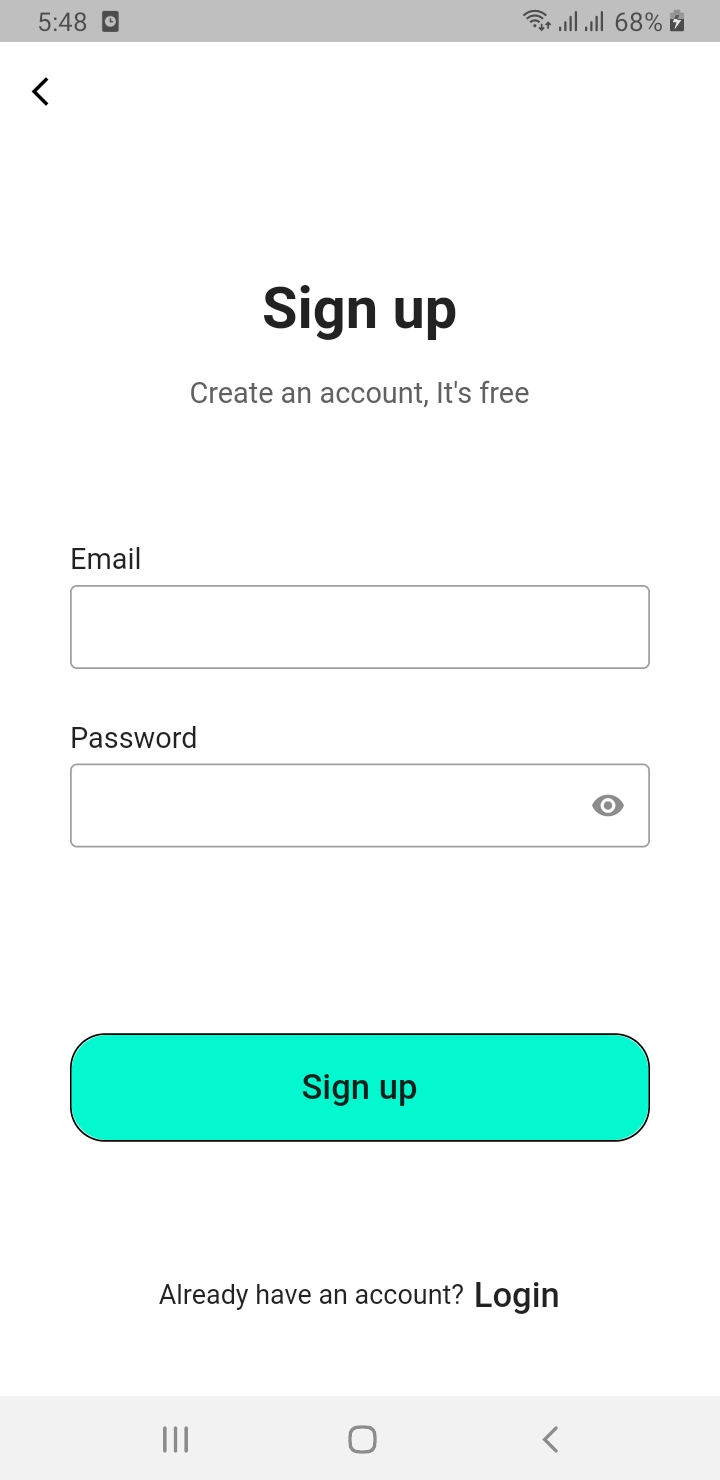 5:48 68%
Sign up
Create an account, It's free
Email
Password
Sign up
Already have an account? Login